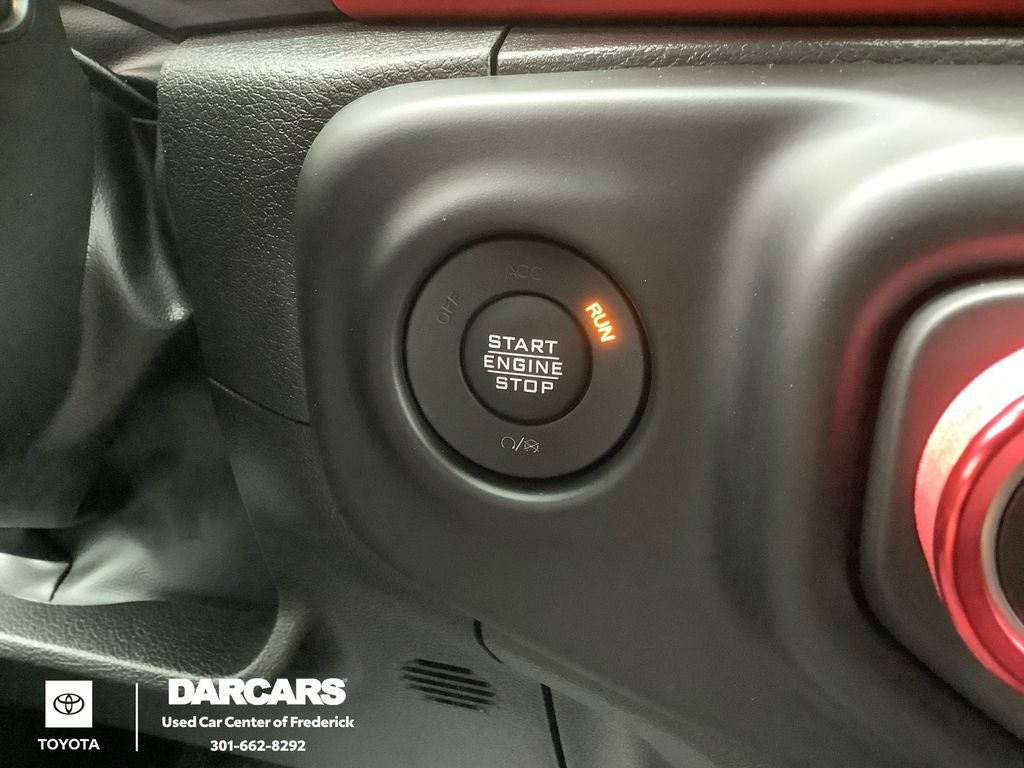 ACC
OFF
RUN
START
ENGINE
STOP
DARCARS
Used Car Center of Frederick
TOYOTA
301-662-8292